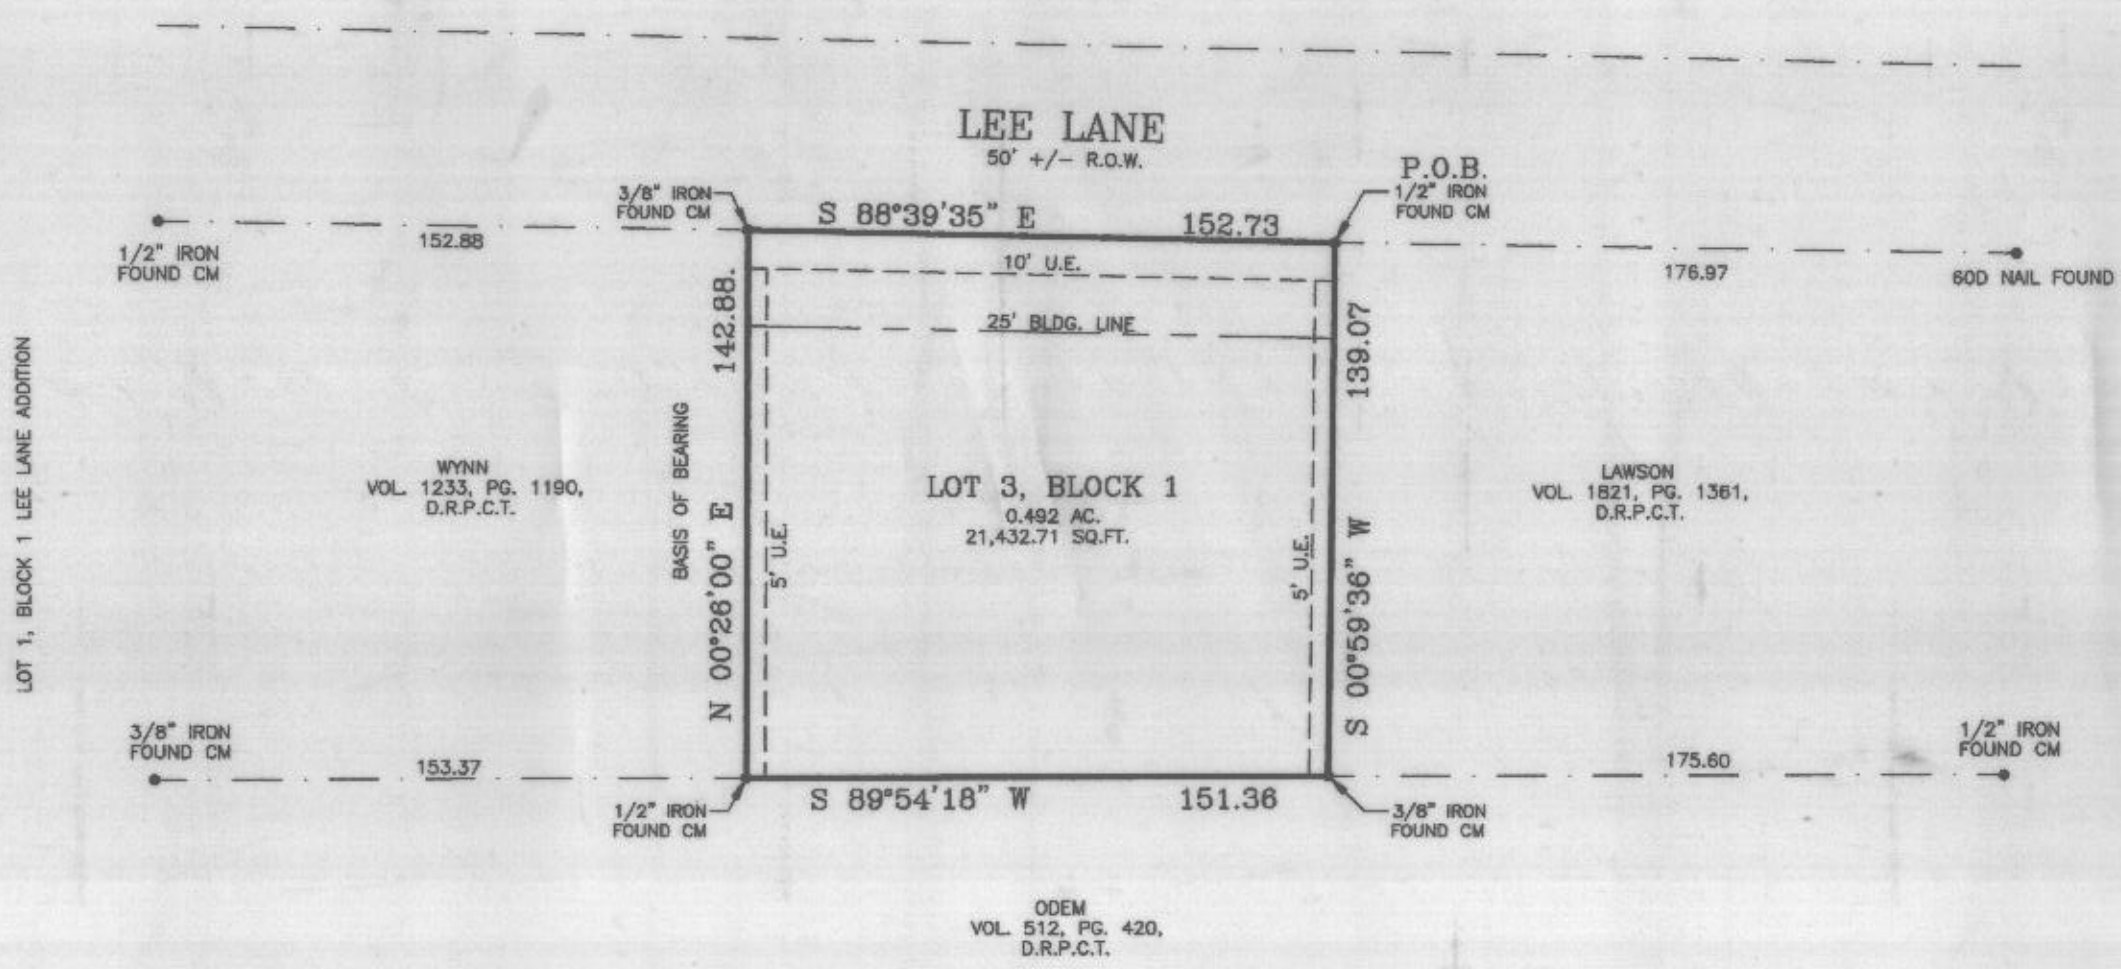 LEE LANE
50' +/- R.O.W.
P.O.B.
1/2" IRON
FOUND CM
3/8" IRON
FOUND CM
S 88°39'35" E 152.73
1/2" IRON
FOUND CM
152.88
176.97
60D NAIL FOUND
10' U.E.
25' BLDG. LINE
142.88.
139.07
LOT 1, BLOCK 1 LEE LANE ADDITION
WYNN
VOL. 1233, PG. 1190,
D.R.P.C.T.
BASIS OF BEARING
N 00°26'00" E
5' U.E.
LOT 3, BLOCK 1
0.492 AC.
21,432.71 SQ.FT.
5' U.E.
S 00°59'36" W
LAWSON
VOL. 1821, PG. 1361,
D.R.P.C.T.
3/8" IRON
FOUND CM
153.37
175.60
1/2" IRON
FOUND CM
1/2" IRON
FOUND CM
S 89°54'18" W 151.36
3/8" IRON
FOUND CM
ODEM
VOL. 512, PG. 420,
D.R.P.C.T.